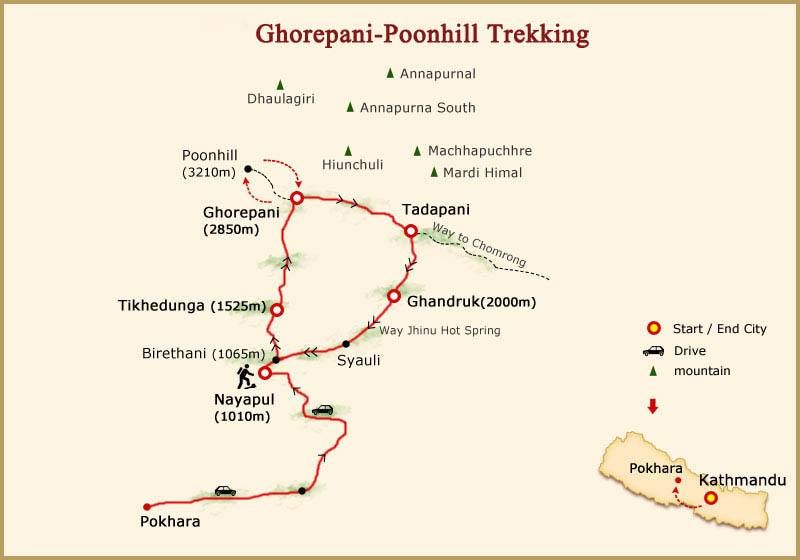 Ghorepani-Poonhill Trekking
Annapurnal
Dhaulagiri
Annapurna South
Poonhill
(3210m)
Hiunchuli
Machhapuchhre
Mardi Himal
Ghorepani
(2850m)
Tadapani
Way to Chomrong
Tikhedunga (1525m)
Ghandruk(2000m)
Way Jhinu Hot Spring
Birethani (1065m)
Syauli
Nayapul
(1010m)
Pokhara
Start / End City
Drive
mountain
Pokhara
Kathmandu